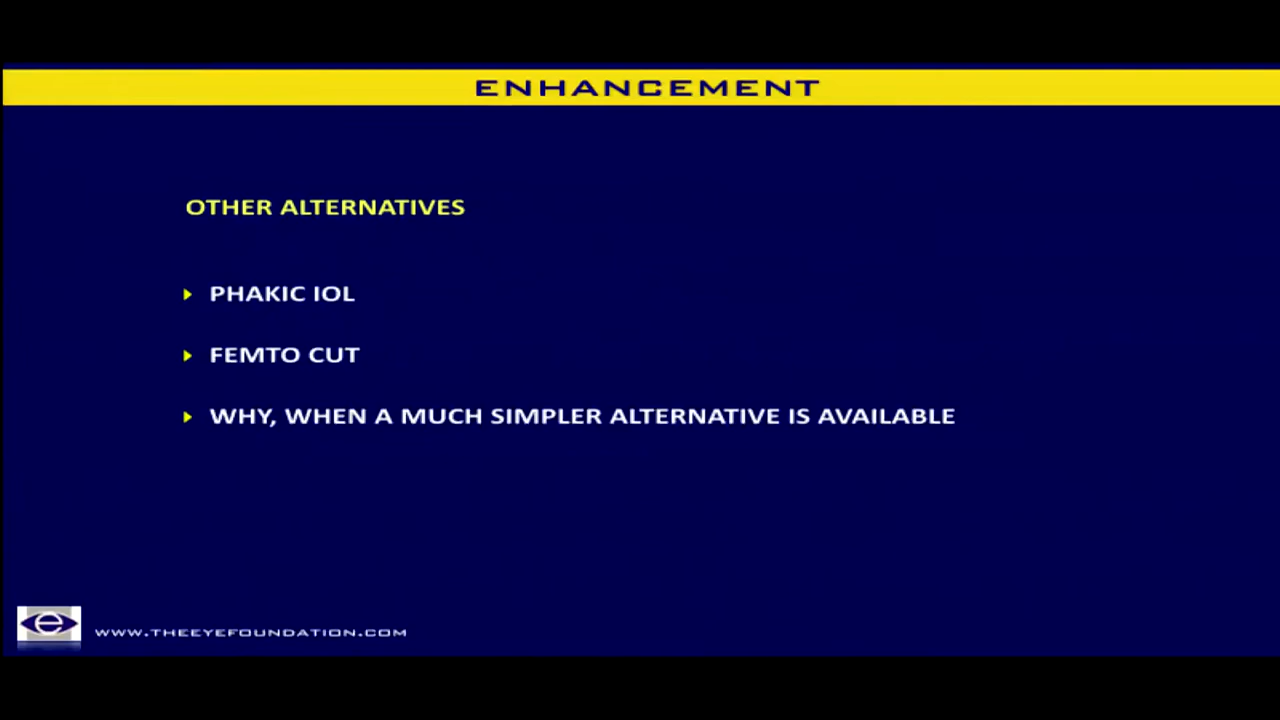 ENHANCEMENT
OTHER ALTERNATIVES
PHAKIC IOL
FEMTO CUT
WHY, WHEN A MUCH SIMPLER ALTERNATIVE IS AVAILABLE
e
WWW.THEEYEFOUNDATION.COM